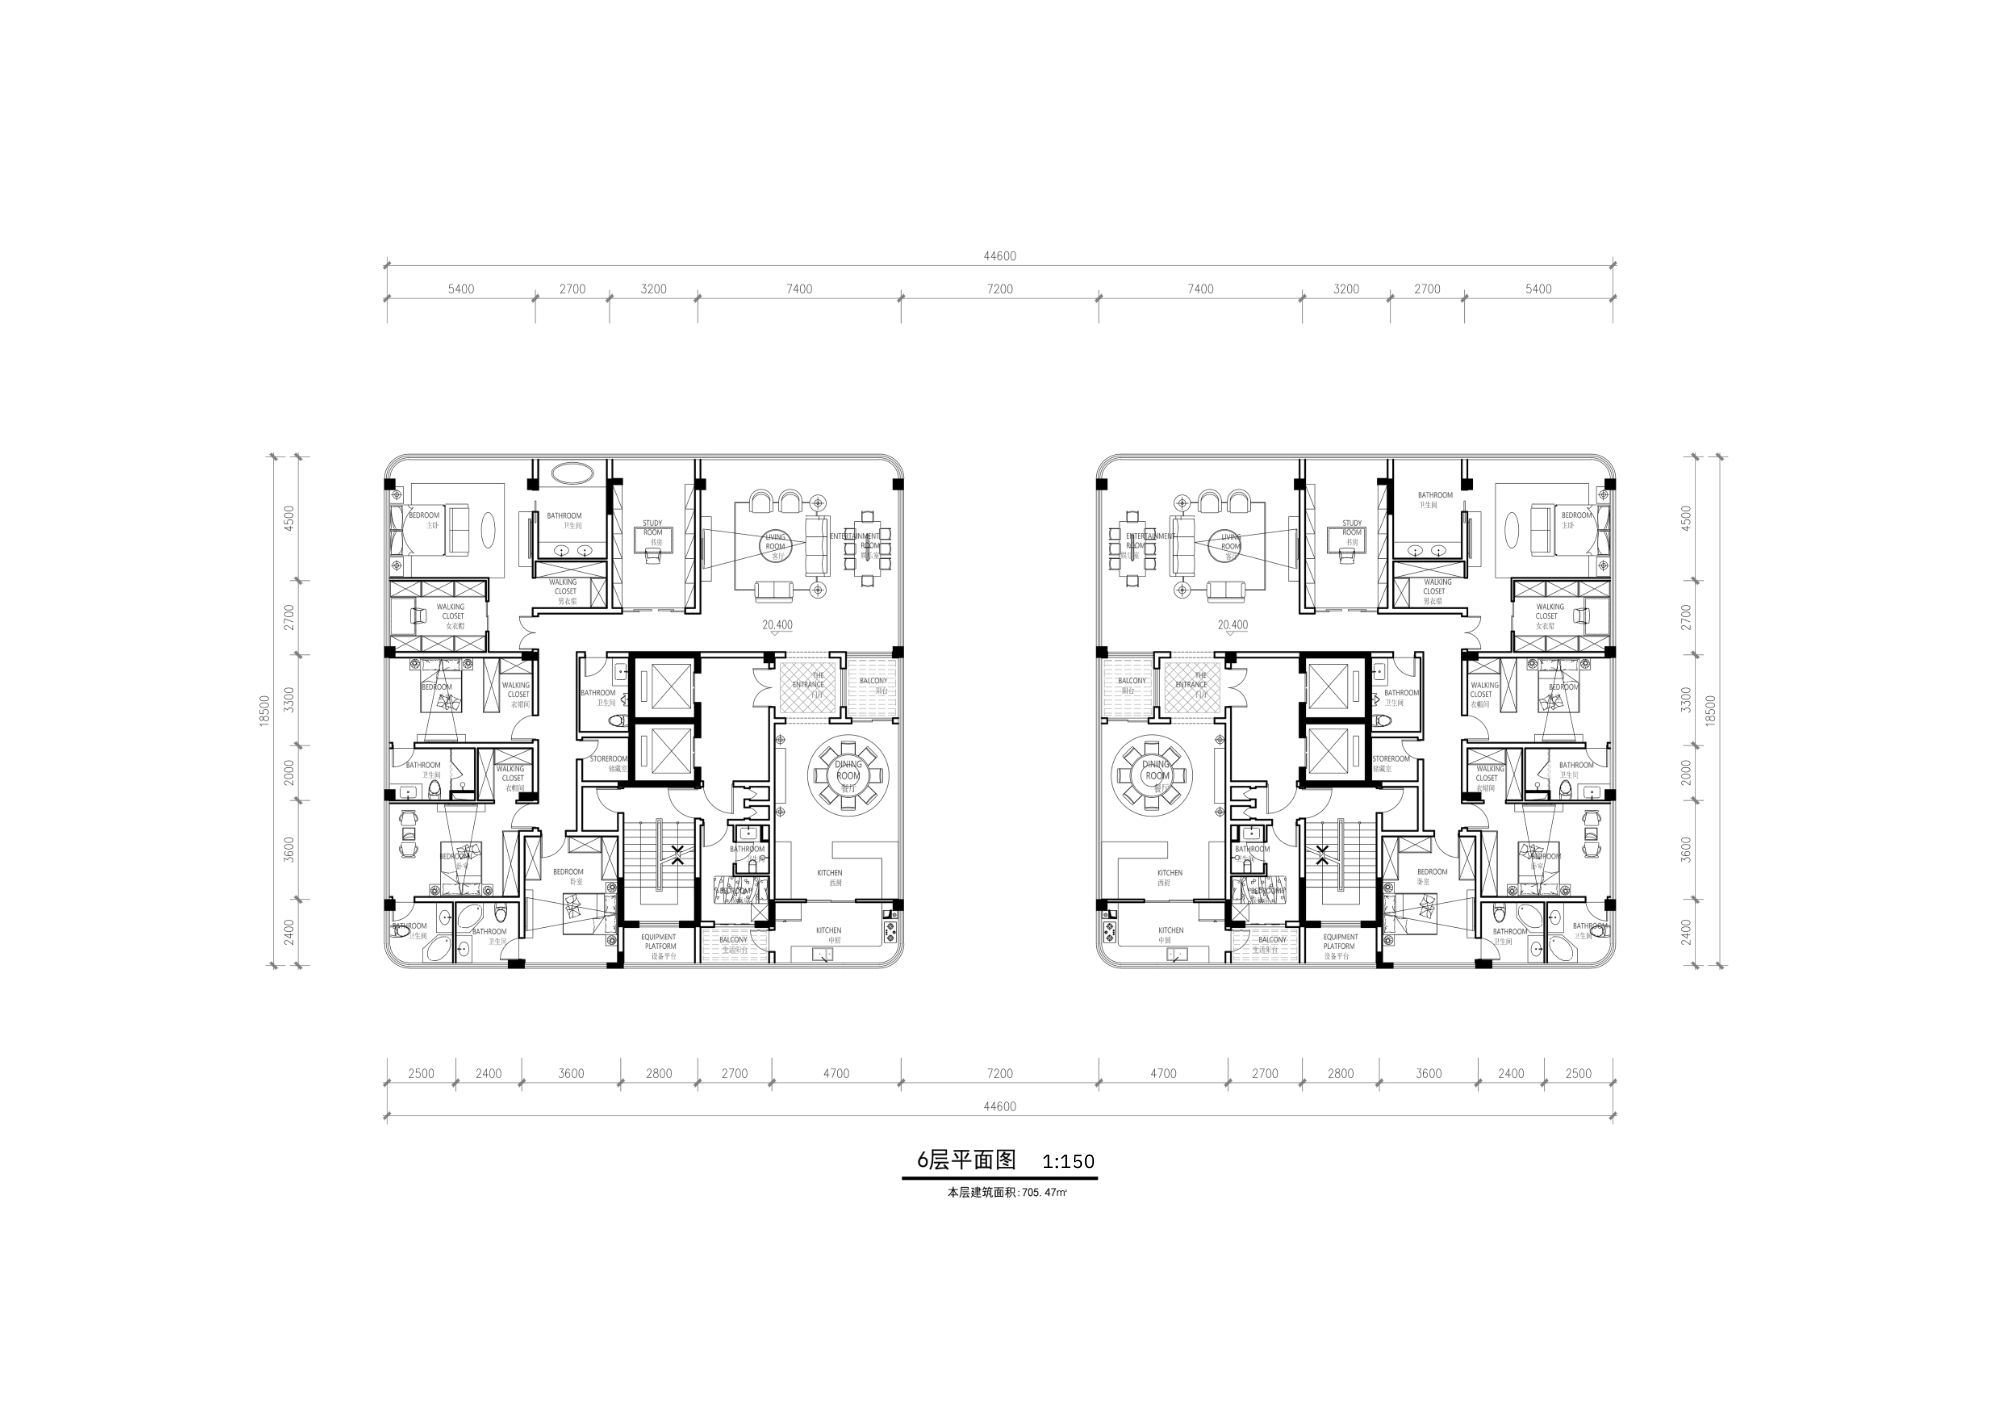 44600
5400 2700 3200 7400 7200 7400 3200 2700 5400
18500
4500
2700
3300
2000
3600
2400
BEDROOM
主卧
BATHROOM
卫生间
STUDY
ROOM
书房
LIVING
ROOM
客厅
ENTERTAINMENT
ROOM
WALKING
CLOSET
男衣帽
WALKING
CLOSET
女衣帽
20.400
BEDROOM
WALKING
CLOSET
衣帽间
BATHROOM
卫生间
THE
ENTRANCE
门厅
BALCONY
阳台
BATHROOM
卫生间
WALKING
CLOSET
衣帽间
STOREROOM
储藏室
DINING
ROOM
餐厅
BEDROOM
卧室
BEDROOM
卧室
BATHROOM
卫生间
KITCHEN
西厨
BEDROOM
BATHROOM
卫生间
BATHROOM
卫生间
EQUIPMENT
PLATFORM
设备平台
BALCONY
生活阳台
KITCHEN
中厨
ENTERTAINMENT
ROOM
LIVING
ROOM
客厅
STUDY
ROOM
书房
BATHROOM
卫生间
BEDROOM
主卧
WALKING
CLOSET
男衣帽
WALKING
CLOSET
女衣帽
20.400
BALCONY
阳台
THE
ENTRANCE
门厅
BATHROOM
卫生间
WALKING
CLOSET
衣帽间
BEDROOM
DINING
ROOM
餐厅
STOREROOM
储藏室
WALKING
CLOSET
衣帽间
BATHROOM
卫生间
KITCHEN
西厨
BATHROOM
卫生间
BEDROOM
BEDROOM
卧室
BEDROOM
卧室
KITCHEN
中厨
BALCONY
生活阳台
EQUIPMENT
PLATFORM
设备平台
BATHROOM
卫生间
BATHROOM
卫生间
4500
2700
3300
2000
3600
2400
18500
2500 2400 3600 2800 2700 4700 7200 4700 2700 2800 3600 2400 2500
44600
6层平面图 1:150
本层建筑面积:705.47㎡